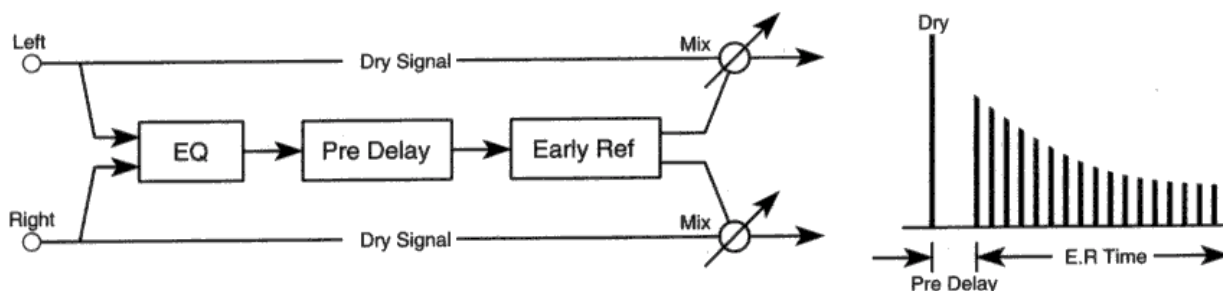 Left
Dry Signal
Mix
EQ
Pre Delay
Early Ref
Right
Dry Signal
Mix
Dry
E.R Time
Pre Delay